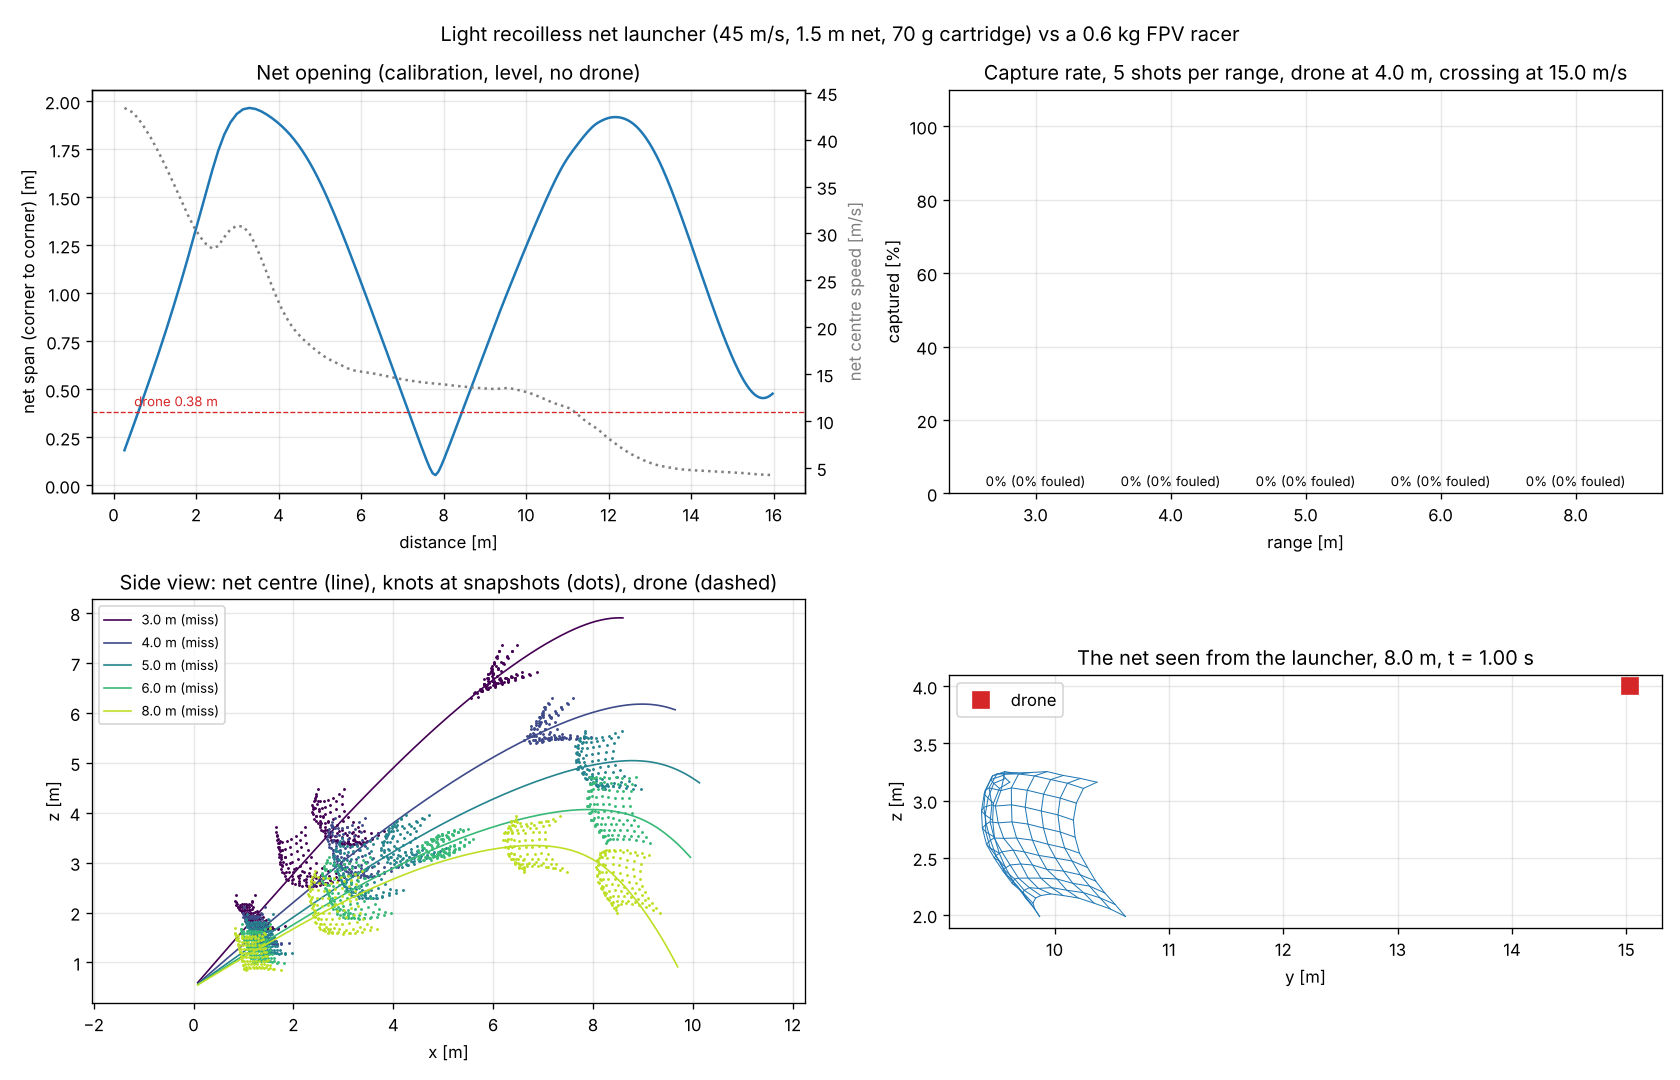 Light recoilless net launcher (45 m/s, 1.5 m net, 70 g cartridge) vs a 0.6 kg FPV racer
Net opening (calibration, level, no drone)
net span (corner to corner) [m]
2.00
1.75
1.50
1.25
1.00
0.75
0.50
0.25
0.00
drone 0.38 m
45
40
35
30
25
20
15
10
5
net centre speed [m/s]
0 2 4 6 8 10 12 14 16
distance [m]
Capture rate, 5 shots per range, drone at 4.0 m, crossing at 15.0 m/s
captured [%]
100
80
60
40
20
0
0% (0% fouled) 0% (0% fouled) 0% (0% fouled) 0% (0% fouled) 0% (0% fouled)
3.0 4.0 5.0 6.0 8.0
range [m]
Side view: net centre (line), knots at snapshots (dots), drone (dashed)
z [m]
8
7
6
5
4
3
2
1
3.0 m (miss)
4.0 m (miss)
5.0 m (miss)
6.0 m (miss)
8.0 m (miss)
−2 0 2 4 6 8 10 12
x [m]
The net seen from the launcher, 8.0 m, t = 1.00 s
z [m]
4.0
3.5
3.0
2.5
2.0
drone
10 11 12 13 14 15
y [m]